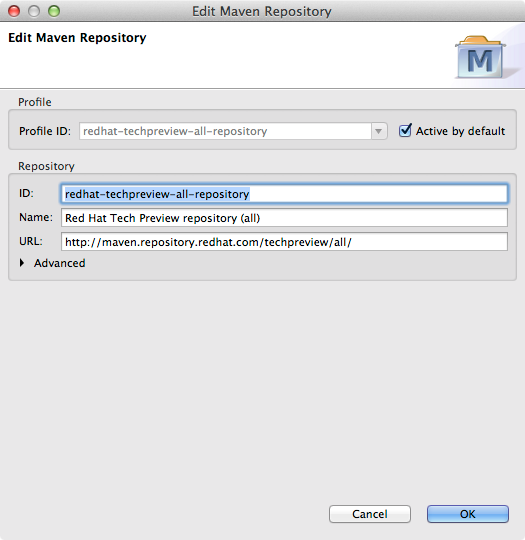 Edit Maven Repository
Edit Maven Repository
M
Profile
Profile ID: redhat-techpreview-all-repository Active by default
Repository
ID: redhat-techpreview-all-repository
Name: Red Hat Tech Preview repository (all)
URL: http://maven.repository.redhat.com/techpreview/all/
Advanced
Cancel OK